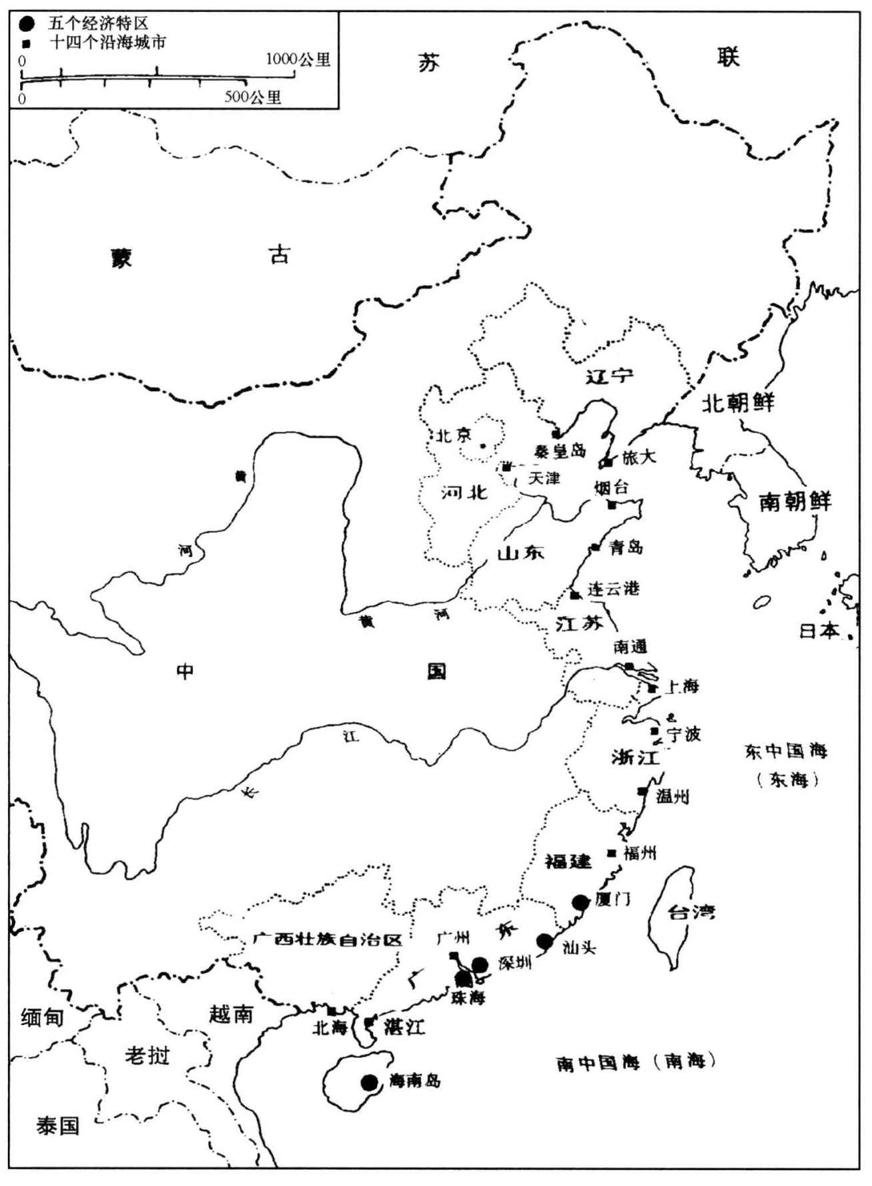 五个经济特区
十四个沿海城市
0 1000公里
0 500公里
苏 联
蒙 古
辽宁
北朝鲜
北京
秦皇岛
旅大
天津
烟台
河北
南朝鲜
黄
河
山东
青岛
连云港
黄 河
江苏
日本
南通
中 国
上海
江
宁波
浙江
东中国海
（东海）
长
温州
福建
福州
厦门
台湾
广西壮族自治区
广州
东
汕头
深圳
广
珠海
缅甸
越南
北海
湛江
老挝
南中国海（南海）
海南岛
泰国